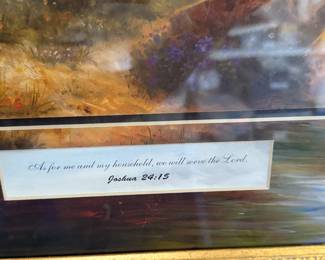 As for me and my household, we will serve the Lord.
Joshua 24:15